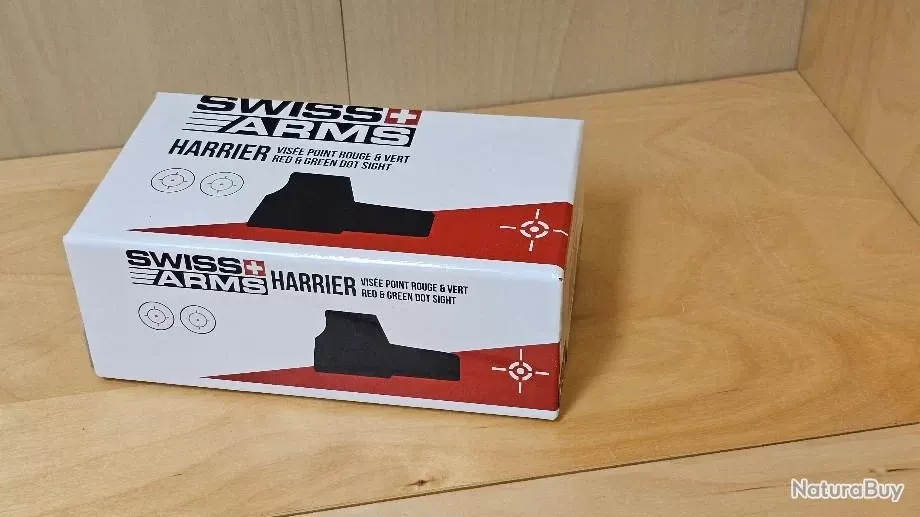 SWISS
ARMS
HARRIER VISÉE POINT ROUGE & VERT
RED & GREEN DOT SIGHT
SWISS
ARMS
HARRIER VISÉE POINT ROUGE & VERT
RED & GREEN DOT SIGHT
NaturaBuy